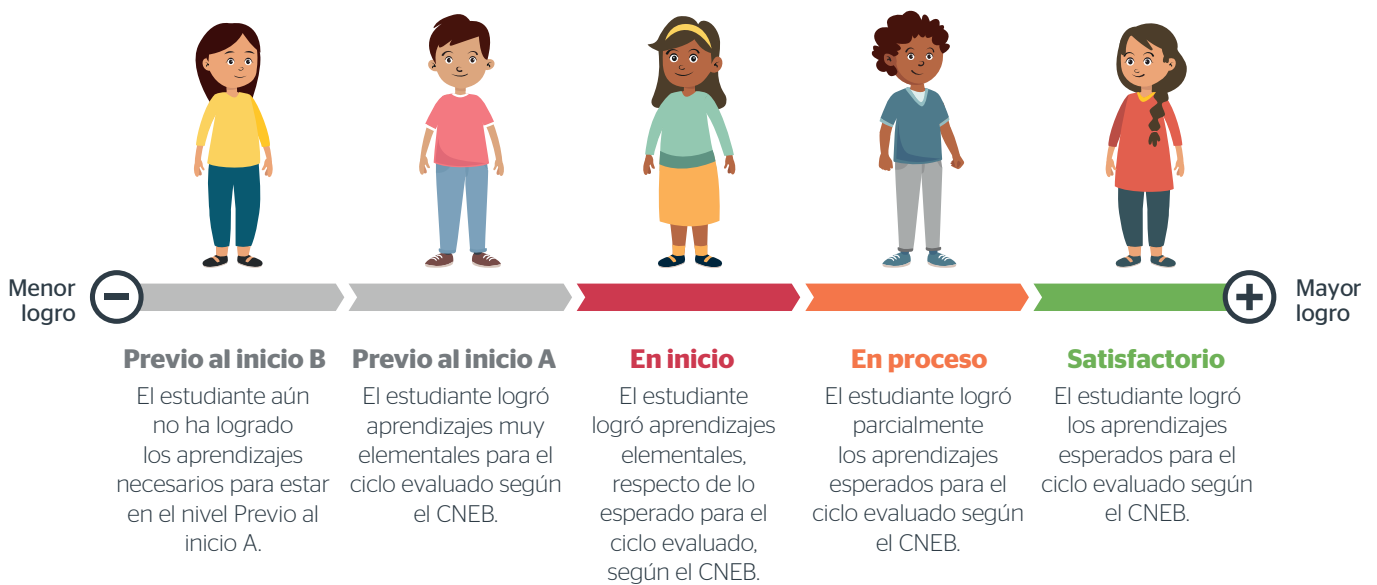 Menor
logro
Mayor
logro
Previo al inicio B
El estudiante aún
no ha logrado
los aprendizajes
necesarios para estar
en el nivel Previo al
inicio A.
Previo al inicio A
El estudiante logró
aprendizajes muy
elementales para el
ciclo evaluado según
el CNEB.
En inicio
El estudiante
logró aprendizajes
elementales,
respecto de lo
esperado para el
ciclo evaluado,
según el CNEB.
En proceso
El estudiante logró
parcialmente
los aprendizajes
esperados para el
ciclo evaluado según
el CNEB.
Satisfactorio
El estudiante logró
los aprendizajes
esperados para el
ciclo evaluado según
el CNEB.